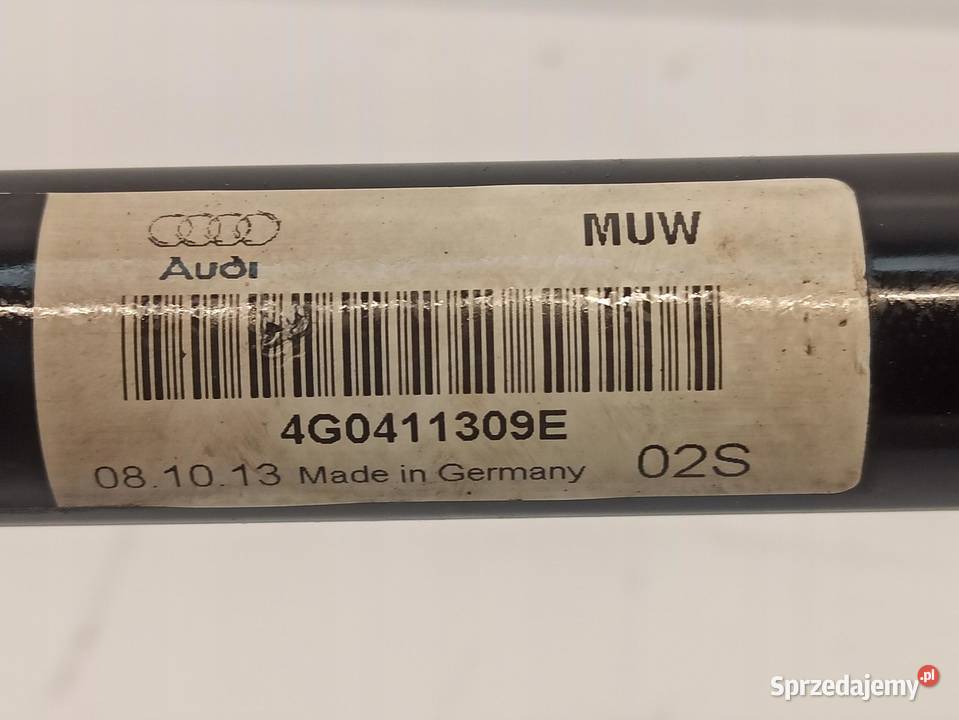 MUW
Audi
4G0411309E
08.10.13 Made in Germany 02S
Sprzedajemy.pl